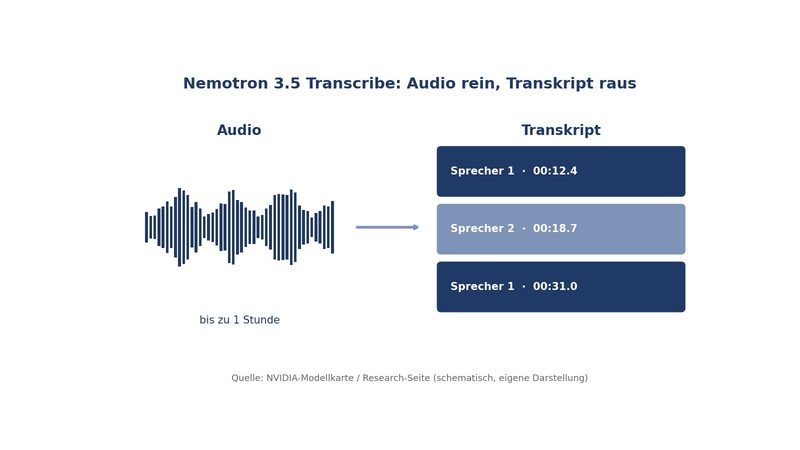 Nemotron 3.5 Transcribe: Audio rein, Transkript raus
Audio
Transkript
Sprecher 1 · 00:12.4
Sprecher 2 · 00:18.7
Sprecher 1 · 00:31.0
bis zu 1 Stunde
Quelle: NVIDIA-Modellkarte / Research-Seite (schematisch, eigene Darstellung)